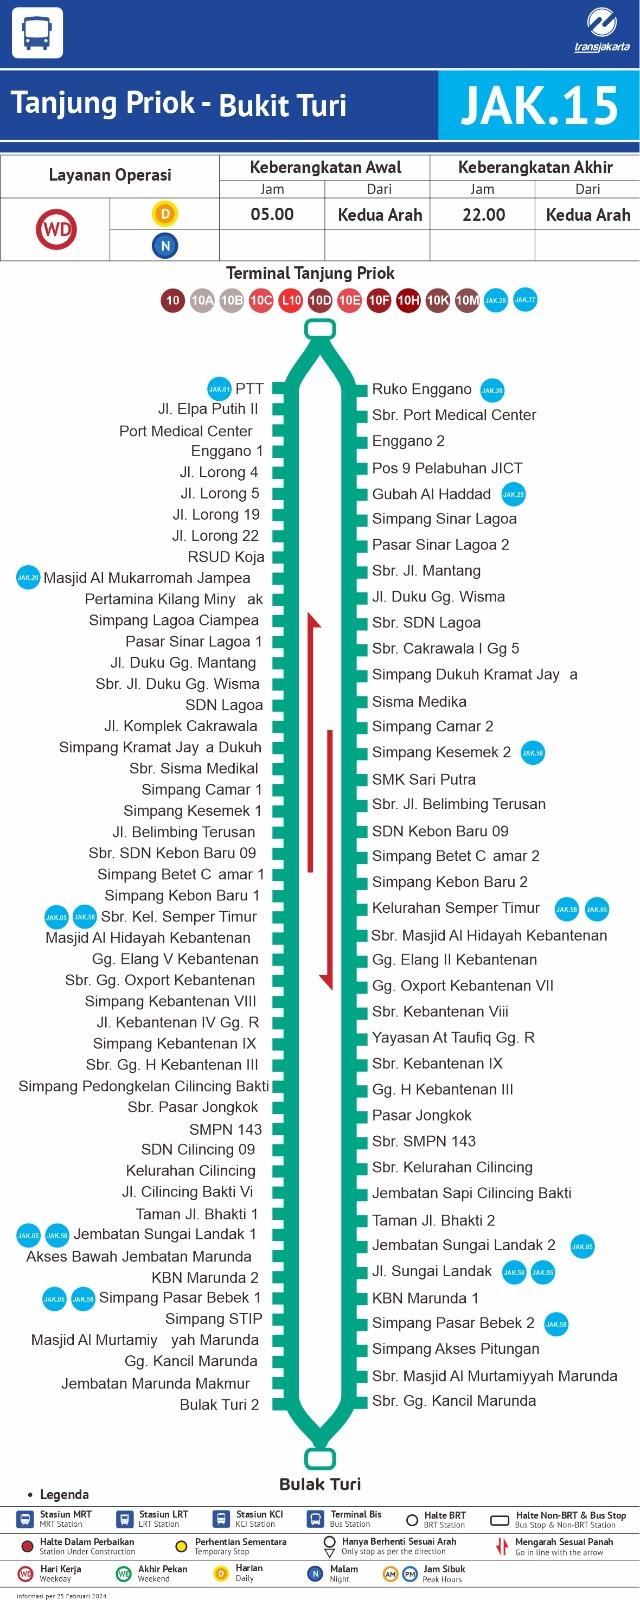 transjakarta
Tanjung Priok - Bukit Turi
JAK.15
Layanan Operasi
Keberangkatan Awal
Keberangkatan Akhir
Jam
Dari
Jam
Dari
WD
D
05.00
Kedua Arah
22.00
Kedua Arah
N
Terminal Tanjung Priok
10 10A 10B 10C L10 10D 10E 10F 10H 10K 10M JAK.29 JAK.77
JAK.01 PTT
Jl. Elpa Putih II
Port Medical Center
Enggano 1
Jl. Lorong 4
Jl. Lorong 5
Jl. Lorong 19
Jl. Lorong 22
RSUD Koja
JAK.29 Masjid Al Mukarromah Jampea
Pertamina Kilang Miny ak
Simpang Lagoa Ciampea
Pasar Sinar Lagoa 1
Jl. Duku Gg. Mantang
Sbr. Jl. Duku Gg. Wisma
SDN Lagoa
Jl. Komplek Cakrawala
Simpang Kramat Jay a Dukuh
Sbr. Sisma Medikal
Simpang Camar 1
Simpang Kesemek 1
Jl. Belimbing Terusan
Sbr. SDN Kebon Baru 09
Simpang Betet C amar 1
Simpang Kebon Baru 1
JAK.05 JAK.58 Sbr. Kel. Semper Timur
Masjid Al Hidayah Kebantenan
Gg. Elang V Kebantenan
Sbr. Gg. Oxport Kebantenan
Simpang Kebantenan VIII
Jl. Kebantenan IV Gg. R
Simpang Kebantenan IX
Sbr. Gg. H Kebantenan III
Simpang Pedongkelan Cilincing Bakti
Sbr. Pasar Jongkok
SMPN 143
SDN Cilincing 09
Kelurahan Cilincing
Jl. Cilincing Bakti Vi
Taman Jl. Bhakti 1
JAK.05 JAK.58 Jembatan Sungai Landak 1
Akses Bawah Jembatan Marunda
KBN Marunda 2
JAK.05 JAK.58 Simpang Pasar Bebek 1
Simpang STIP
Masjid Al Murtamiy yah Marunda
Gg. Kancil Marunda
Jembatan Marunda Makmur
Bulak Turi 2
Ruko Enggano JAK.29
Sbr. Port Medical Center
Enggano 2
Pos 9 Pelabuhan JICT
Gubah Al Haddad JAK.29
Simpang Sinar Lagoa
Pasar Sinar Lagoa 2
Sbr. Jl. Mantang
Jl. Duku Gg. Wisma
Sbr. SDN Lagoa
Sbr. Cakrawala I Gg 5
Simpang Dukuh Kramat Jay a
Sisma Medika
Simpang Camar 2
Simpang Kesemek 2 JAK.58
SMK Sari Putra
Sbr. Jl. Belimbing Terusan
SDN Kebon Baru 09
Simpang Betet C amar 2
Simpang Kebon Baru 2
Kelurahan Semper Timur JAK.58 JAK.05
Sbr. Masjid Al Hidayah Kebantenan
Gg. Elang II Kebantenan
Gg. Oxport Kebantenan VII
Sbr. Kebantenan Viii
Yayasan At Taufiq Gg. R
Sbr. Kebantenan IX
Gg. H Kebantenan III
Pasar Jongkok
Sbr. SMPN 143
Sbr. Kelurahan Cilincing
Jembatan Sapi Cilincing Bakti
Taman Jl. Bhakti 2
Jembatan Sungai Landak 2 JAK.05
Jl. Sungai Landak JAK.58 JAK.05
KBN Marunda 1
Simpang Pasar Bebek 2 JAK.58
Simpang Akses Pitungan
Sbr. Masjid Al Murtamiyyah Marunda
Sbr. Gg. Kancil Marunda
Bulak Turi
• Legenda
Stasiun MRT
MRT Station
Stasiun LRT
LRT Station
Stasiun KCI
KCI Station
Terminal Bis
Bus Station
Halte BRT
BRT Station
Halte Non-BRT & Bus Stop
Bus Stop & Non-BRT Station
Halte Dalam Perbaikan
Station Under Construction
Perhentian Sementara
Temporary Stop
Hanya Berhenti Sesuai Arah
Only stop as per the direction
Mengarah Sesuai Panah
Go in line with the arrow
WD Hari Kerja
Weekday
WE Akhir Pekan
Weekend
D Harian
Daily
N Malam
Night
AM PM Jam Sibuk
Peak Hours
Informasi per 25 Februari 2024